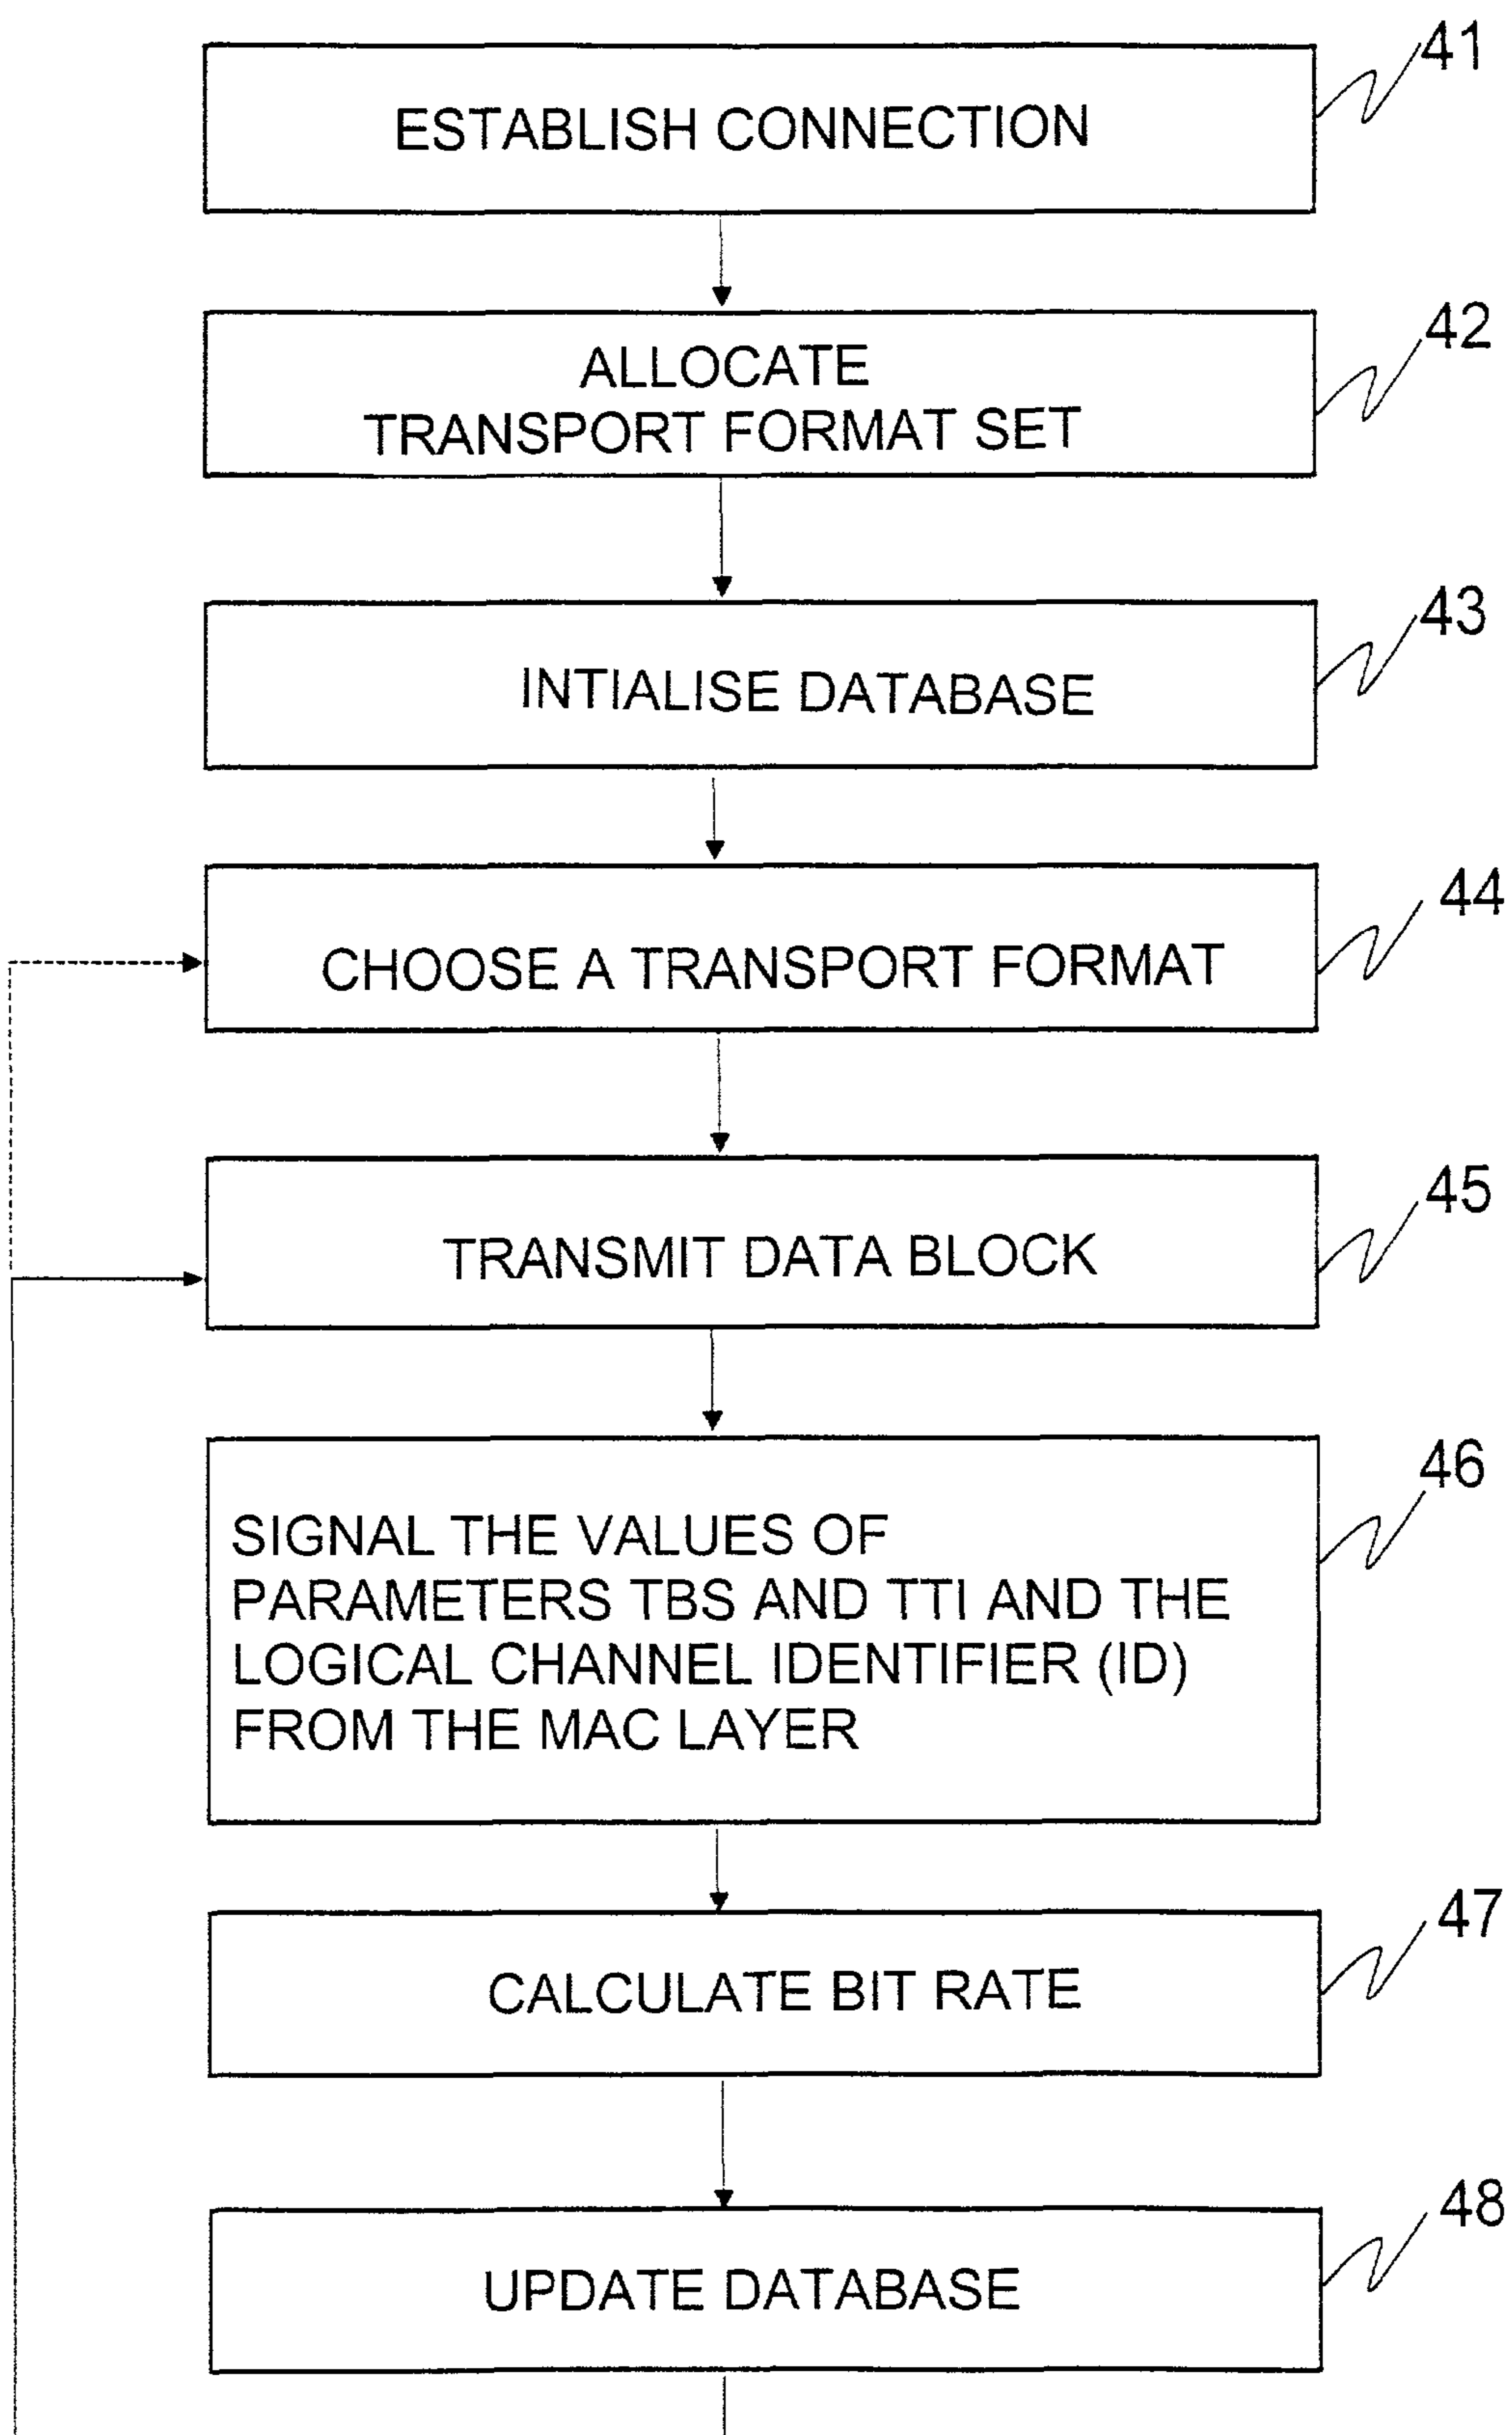 41
ESTABLISH CONNECTION
42
ALLOCATE
TRANSPORT FORMAT SET
43
INTIALISE DATABASE
44
CHOOSE A TRANSPORT FORMAT
45
TRANSMIT DATA BLOCK
46
SIGNAL THE VALUES OF
PARAMETERS TBS AND TTI AND THE
LOGICAL CHANNEL IDENTIFIER (ID)
FROM THE MAC LAYER
47
CALCULATE BIT RATE
48
UPDATE DATABASE